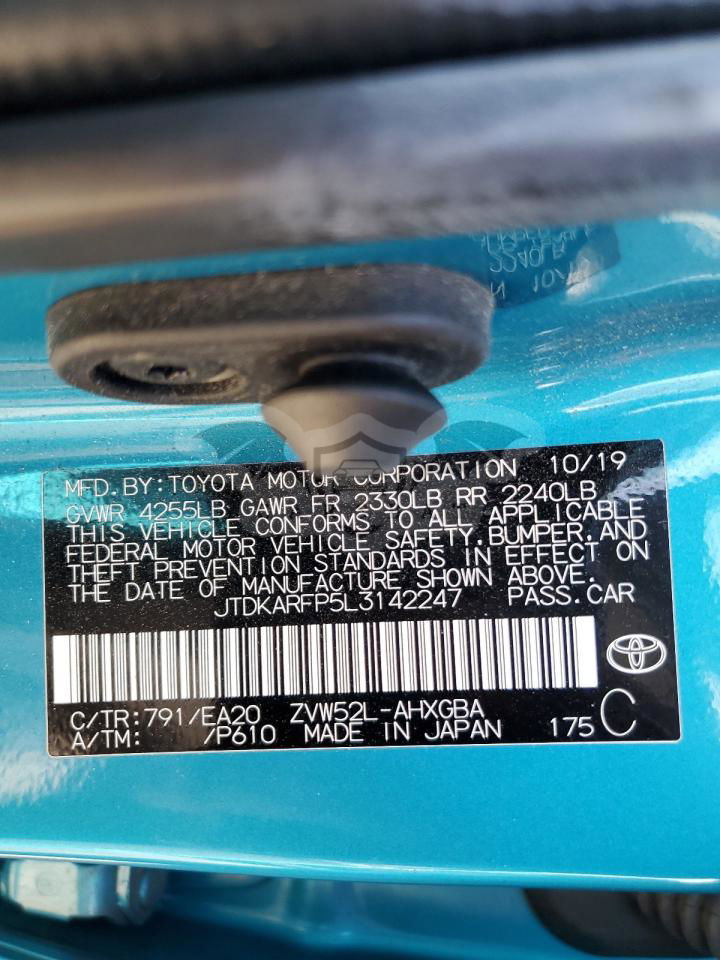 MFD.BY:TOYOTA MOTOR CORPORATION 10/19
GVWR 4255LB GAWR FR 2330LB RR 2240LB
THIS VEHICLE CONFORMS TO ALL APPLICABLE
FEDERAL MOTOR VEHICLE SAFETY,BUMPER,AND
THEFT PREVENTION STANDARDS IN EFFECT ON
THE DATE OF MANUFACTURE SHOWN ABOVE.
JTDKARFP5L3142247 PASS.CAR
C/TR:791/EA20 ZVW52L-AHXGBA
A/TM: /P610 MADE IN JAPAN 175 C